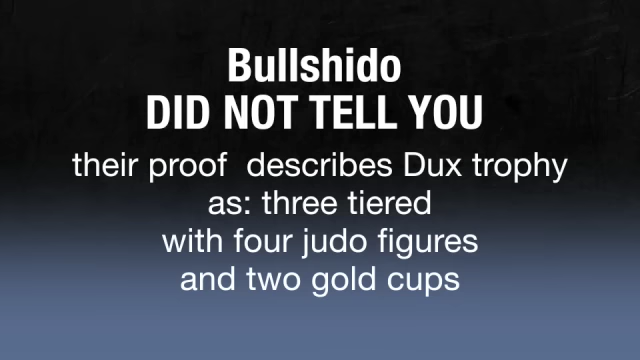 Bullshido
DID NOT TELL YOU
their proof  describes Dux trophy
as: three tiered
with four judo figures
and two gold cups